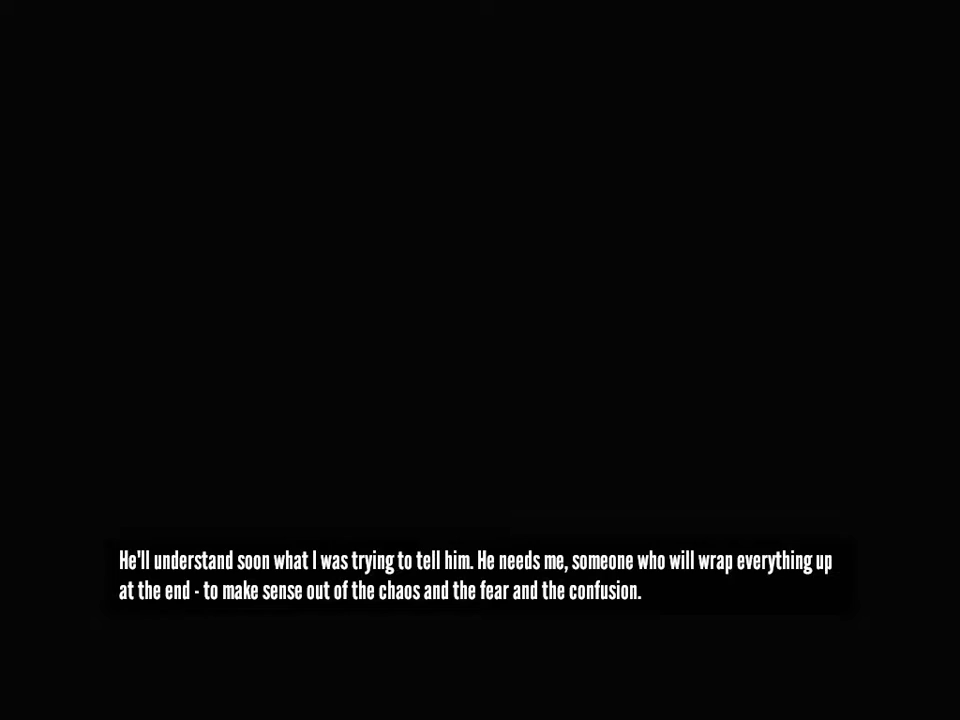 He'll understand soon what I was trying to tell him. He needs me, someone who will wrap everything up
at the end - to make sense out of the chaos and the fear and the confusion.